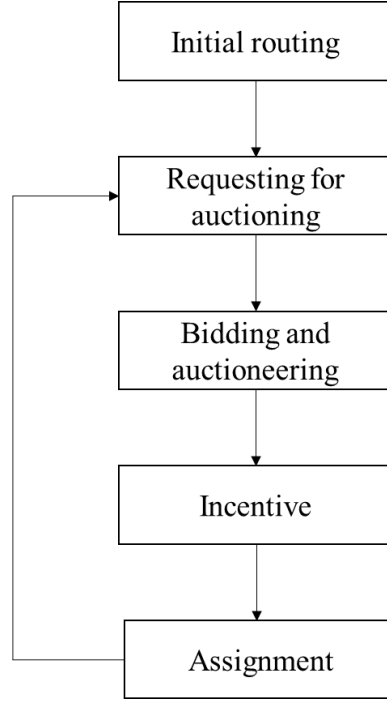 Initial routing
Requesting for
auctioning
Bidding and
auctioneering
Incentive
Assignment